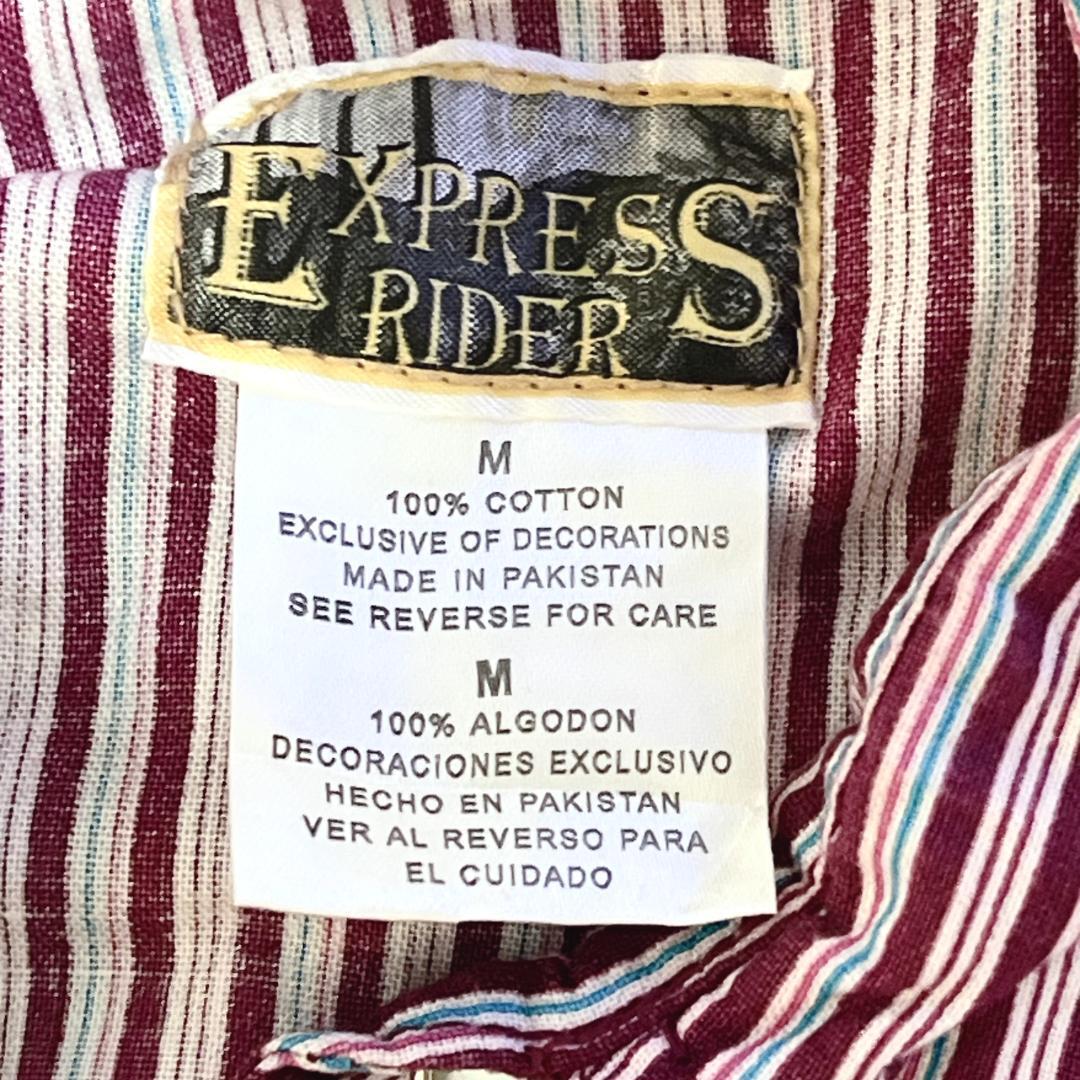 EXPRESS
RIDER
M
100% COTTON
EXCLUSIVE OF DECORATIONS
MADE IN PAKISTAN
SEE REVERSE FOR CARE
M
100% ALGODON
DECORACIONES EXCLUSIVO
HECHO EN PAKISTAN
VER AL REVERSO PARA
EL CUIDADO